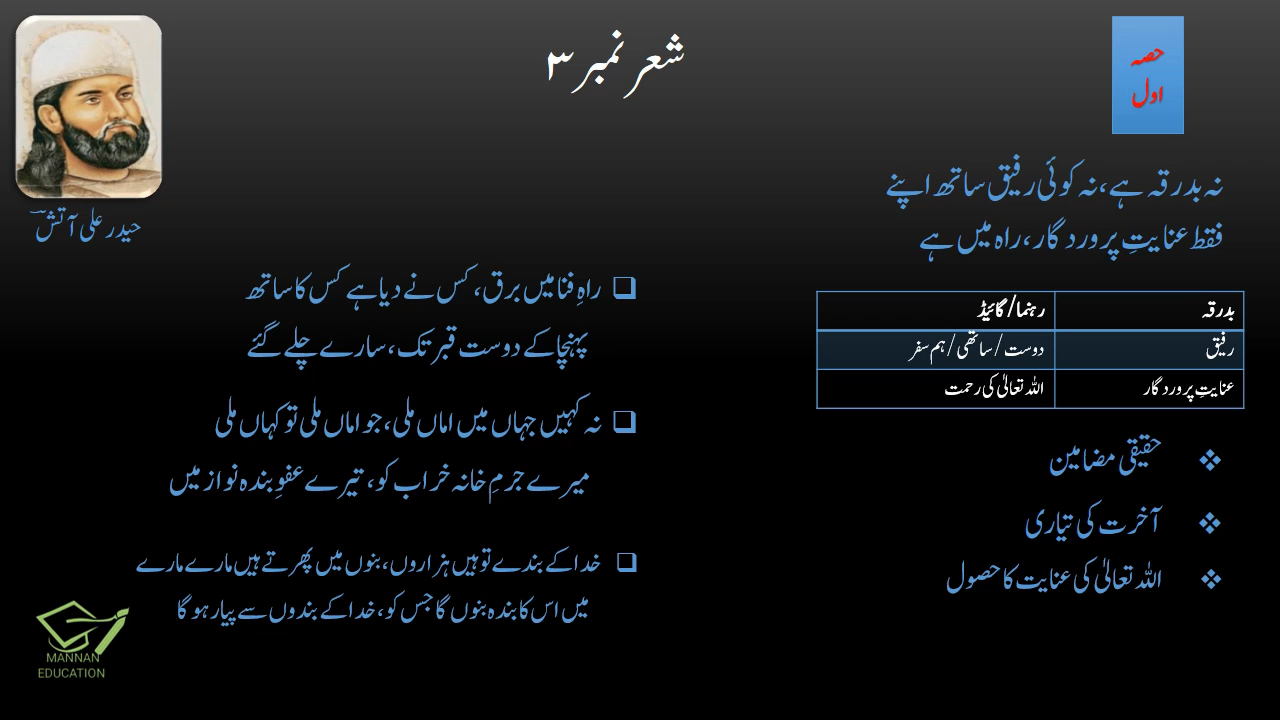 شعر نمبر ۳
حصہ
اول
نہ بدرقہ ہے، نہ کوئی رفیق ساتھ اپنے
فقط عنایتِ پروردگار، راہ میں ہے
بدرقہ رہنما/گائیڈ
رفیق دوست/ساتھی/ہم سفر
عنایتِ پروردگار اللہ تعالیٰ کی رحمت
❖ حقیقی مضامین
❖ آخرت کی تیاری
❖ اللہ تعالیٰ کی عنایت کا حصول
حیدر علی آتشؔ
❑ راہِ فنا میں برق، کس نے دیا ہے کس کا ساتھ
پہنچا کے دوست قبر تک، سارے چلے گئے
❑ نہ کہیں جہاں میں اماں ملی، جو اماں ملی تو کہاں ملی
میرے جرمِ خانہ خراب کو، تیرے عفوِ بندہ نواز میں
❑ خدا کے بندے تو ہیں ہزاروں، بنوں میں پھرتے ہیں مارے مارے
میں اس کا بندہ بنوں گا جس کو، خدا کے بندوں سے پیار ہو گا
MANNAN
EDUCATION